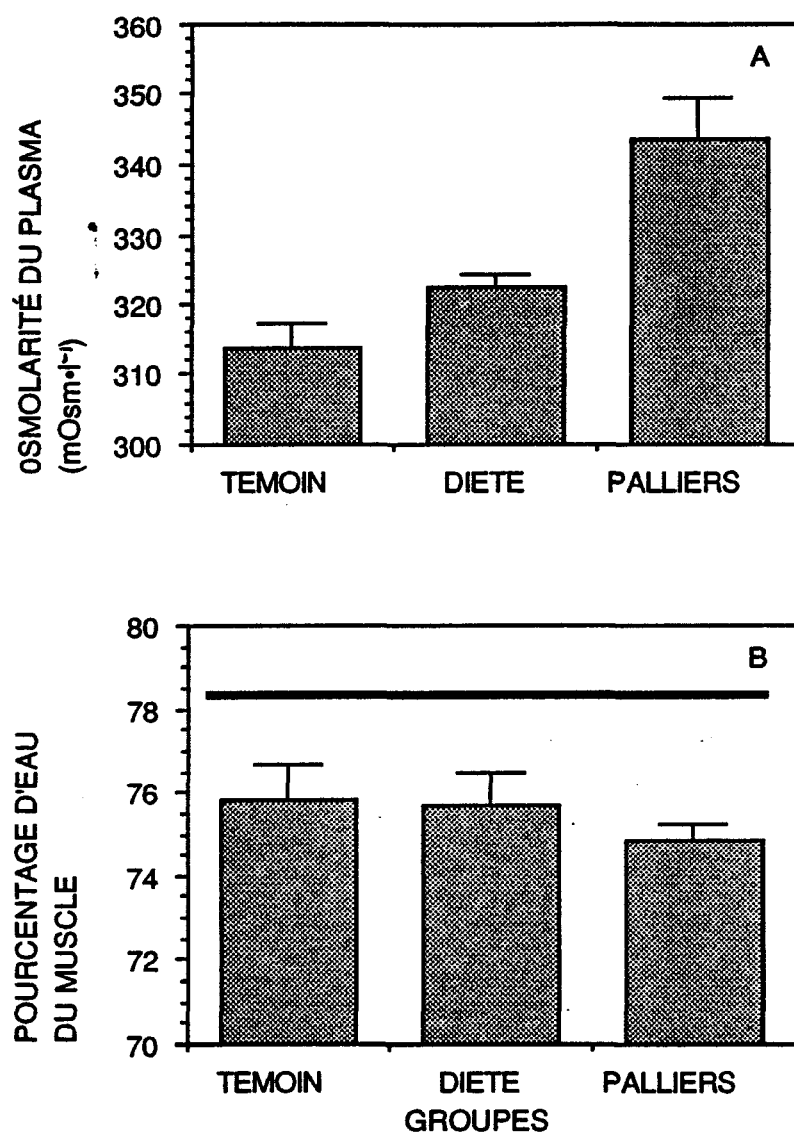 360
350
340
330
320
310
300
A
0SMOLARITÉ DU PLASMA
(mOsm•l⁻¹)
TEMOIN DIETE PALLIERS
80
78
76
74
72
70
B
POURCENTAGE D'EAU
DU MUSCLE
TEMOIN DIETE PALLIERS
GROUPES